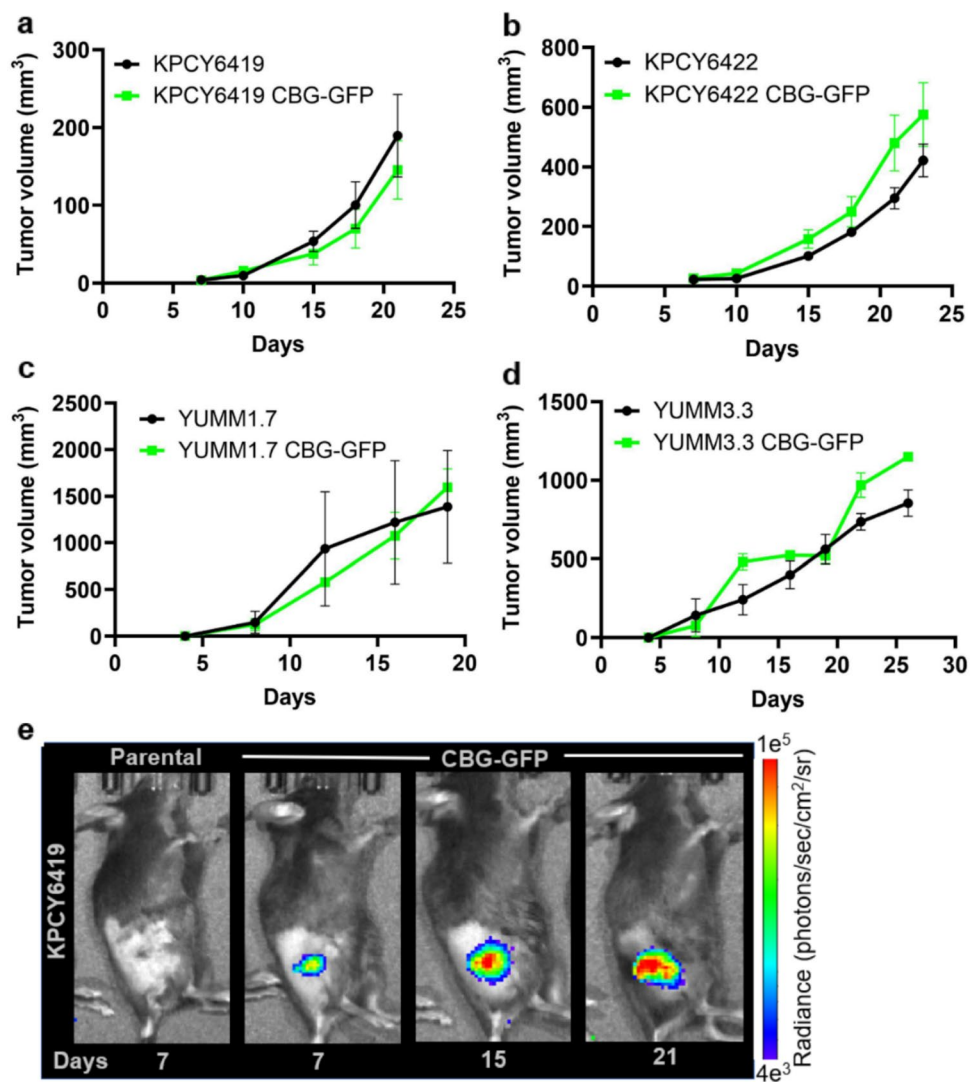 a
300
200
100
0
0 5 10 15 20 25
Tumor volume (mm³)
Days
KPCY6419
KPCY6419 CBG-GFP
b
800
600
400
200
0
0 5 10 15 20 25
Tumor volume (mm³)
Days
KPCY6422
KPCY6422 CBG-GFP
c
2500
2000
1500
1000
500
0
0 5 10 15 20
Tumor volume (mm³)
Days
YUMM1.7
YUMM1.7 CBG-GFP
d
1500
1000
500
0
0 5 10 15 20 25 30
Tumor volume (mm³)
Days
YUMM3.3
YUMM3.3 CBG-GFP
e
Parental CBG-GFP
KPCY6419
Days 7 7 15 21
1e⁵
Radiance (photons/sec/cm²/sr)
4e³